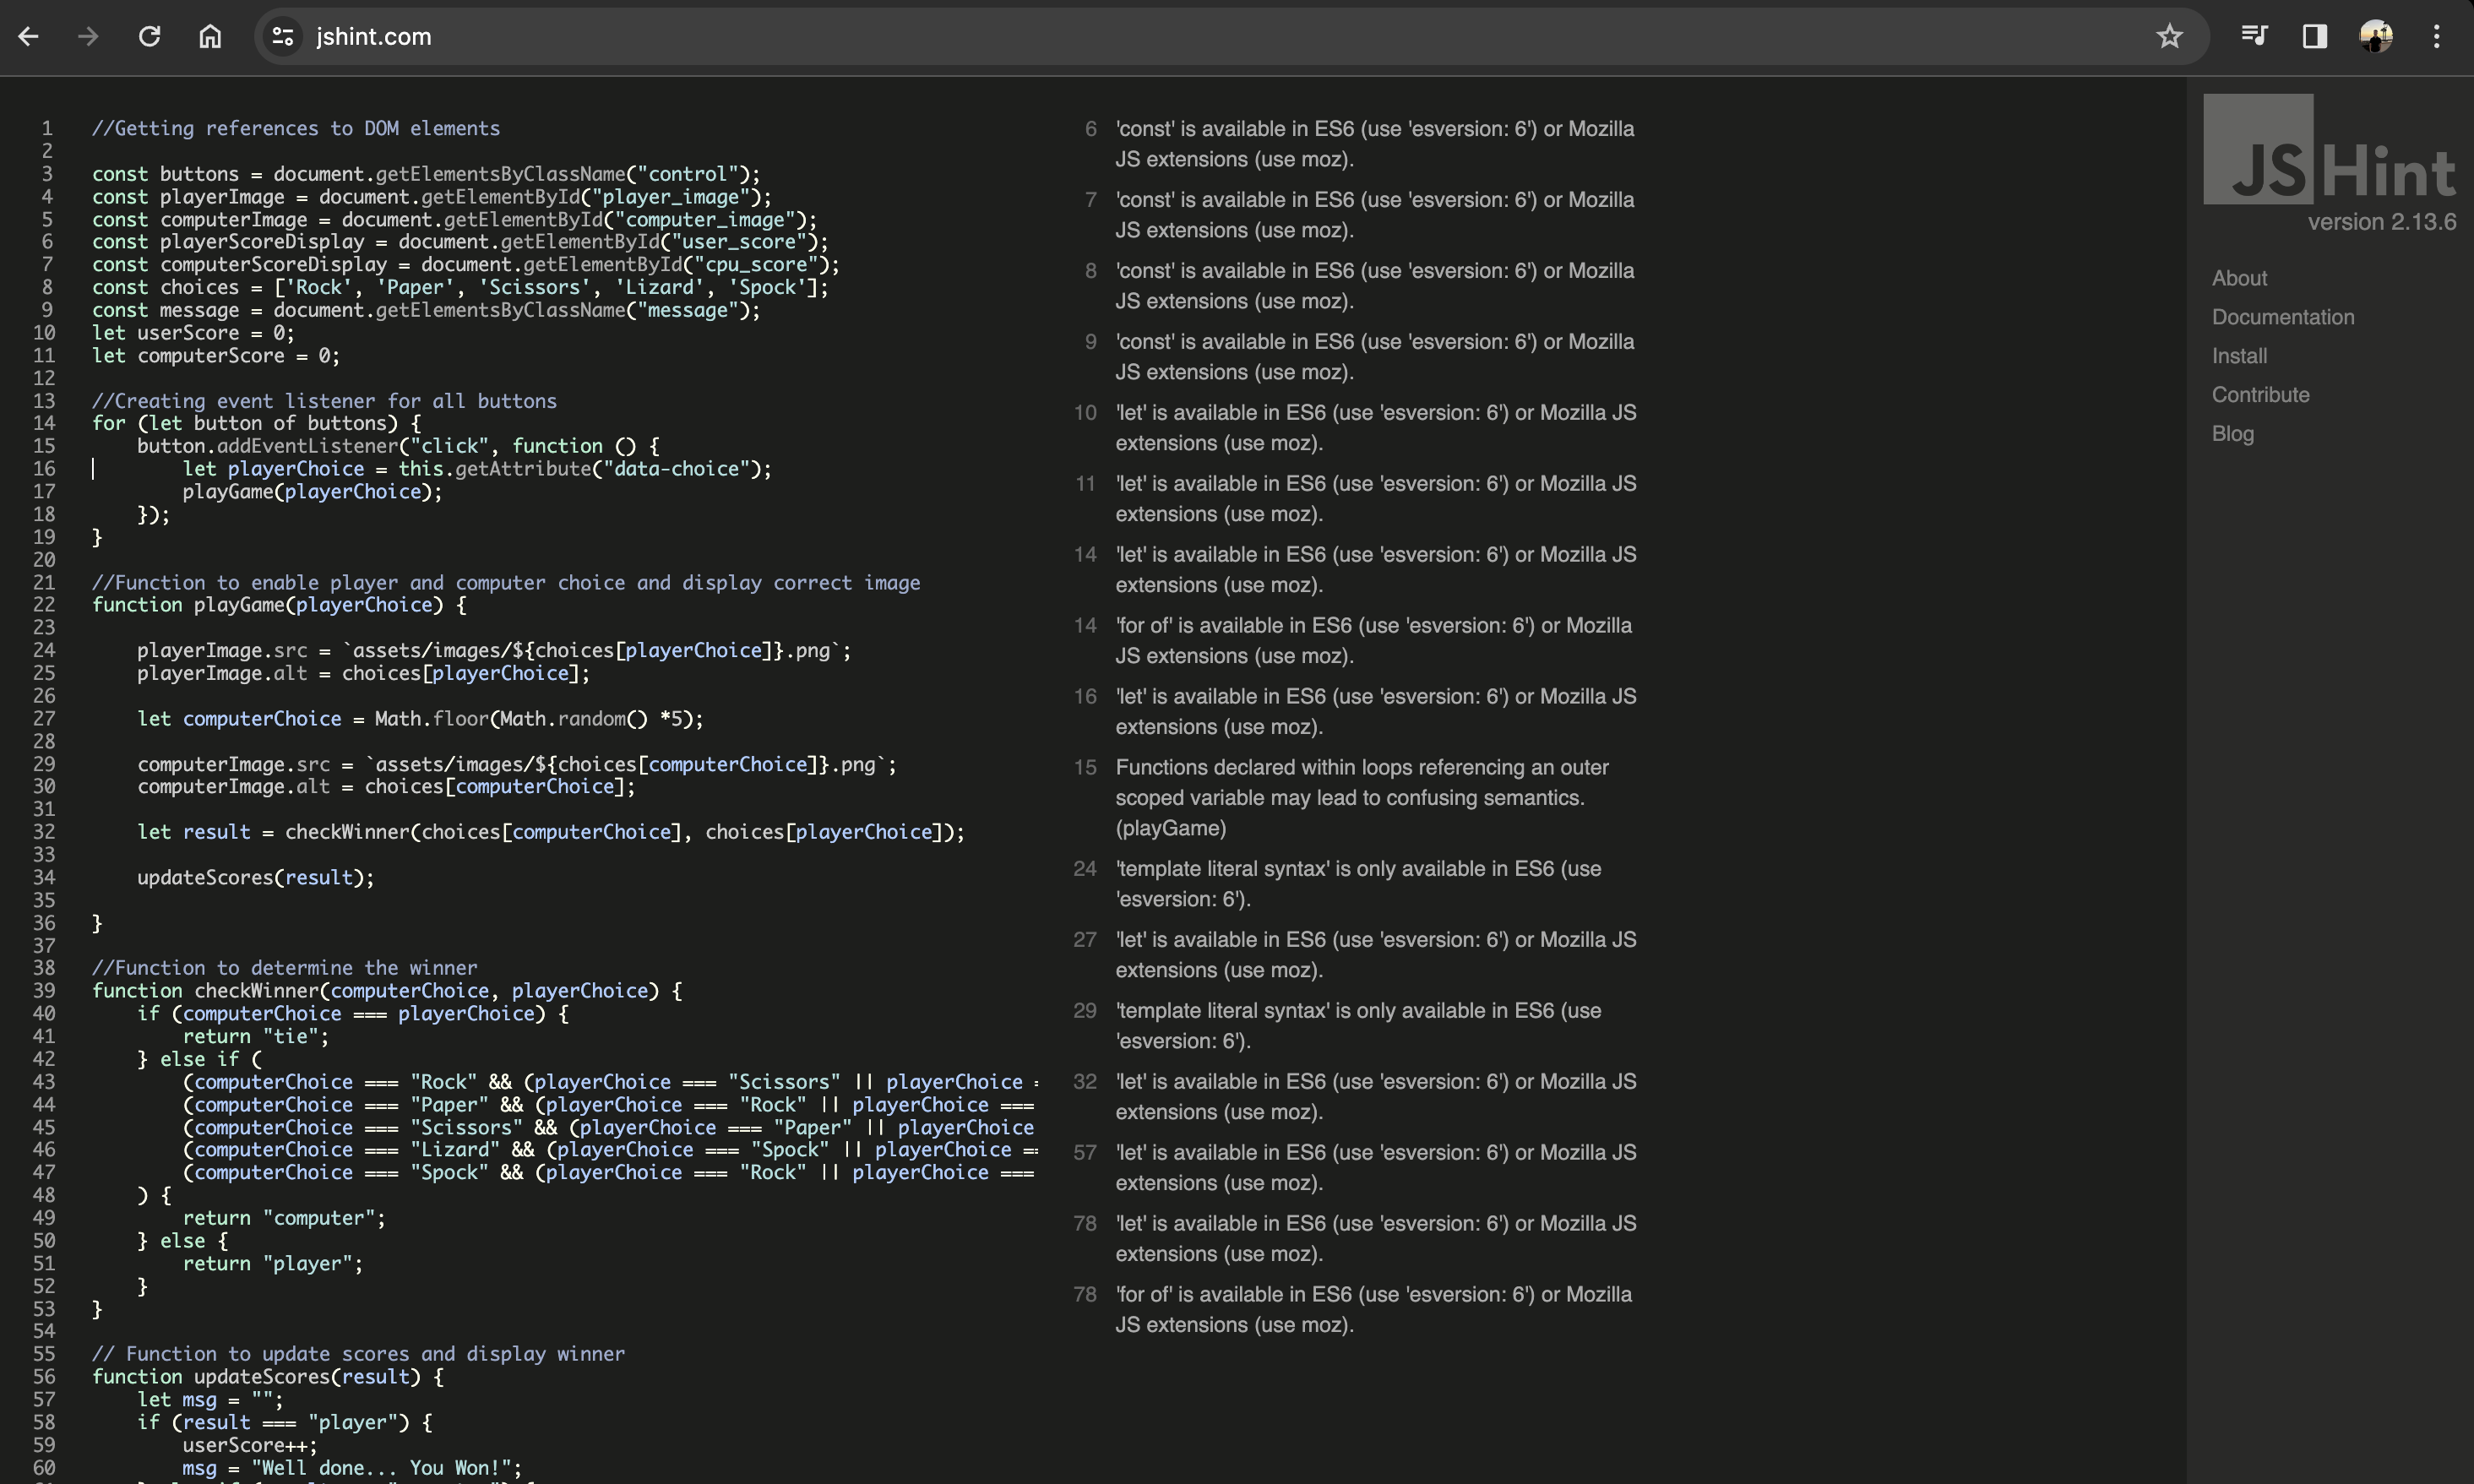 jshint.com
1 //Getting references to DOM elements
2
3 const buttons = document.getElementsByClassName("control");
4 const playerImage = document.getElementById("player_image");
5 const computerImage = document.getElementById("computer_image");
6 const playerScoreDisplay = document.getElementById("user_score");
7 const computerScoreDisplay = document.getElementById("cpu_score");
8 const choices = ['Rock', 'Paper', 'Scissors', 'Lizard', 'Spock'];
9 const message = document.getElementsByClassName("message");
10 let userScore = 0;
11 let computerScore = 0;
12
13 //Creating event listener for all buttons
14 for (let button of buttons) {
15 button.addEventListener("click", function () {
16 let playerChoice = this.getAttribute("data-choice");
17 playGame(playerChoice);
18 });
19 }
20
21 //Function to enable player and computer choice and display correct image
22 function playGame(playerChoice) {
23
24 playerImage.src = `assets/images/${choices[playerChoice]}.png`;
25 playerImage.alt = choices[playerChoice];
26
27 let computerChoice = Math.floor(Math.random() *5);
28
29 computerImage.src = `assets/images/${choices[computerChoice]}.png`;
30 computerImage.alt = choices[computerChoice];
31
32 let result = checkWinner(choices[computerChoice], choices[playerChoice]);
33
34 updateScores(result);
35
36 }
37
38 //Function to determine the winner
39 function checkWinner(computerChoice, playerChoice) {
40 if (computerChoice === playerChoice) {
41 return "tie";
42 } else if (
43 (computerChoice === "Rock" && (playerChoice === "Scissors" || playerChoice
44 (computerChoice === "Paper" && (playerChoice === "Rock" || playerChoice ===
45 (computerChoice === "Scissors" && (playerChoice === "Paper" || playerChoice
46 (computerChoice === "Lizard" && (playerChoice === "Spock" || playerChoice
47 (computerChoice === "Spock" && (playerChoice === "Rock" || playerChoice ===
48 ) {
49 return "computer";
50 } else {
51 return "player";
52 }
53 }
54
55 // Function to update scores and display winner
56 function updateScores(result) {
57 let msg = "";
58 if (result === "player") {
59 userScore++;
60 msg = "Well done... You Won!";
6 'const' is available in ES6 (use 'esversion: 6') or Mozilla
JS extensions (use moz).
7 'const' is available in ES6 (use 'esversion: 6') or Mozilla
JS extensions (use moz).
8 'const' is available in ES6 (use 'esversion: 6') or Mozilla
JS extensions (use moz).
9 'const' is available in ES6 (use 'esversion: 6') or Mozilla
JS extensions (use moz).
10 'let' is available in ES6 (use 'esversion: 6') or Mozilla JS
extensions (use moz).
11 'let' is available in ES6 (use 'esversion: 6') or Mozilla JS
extensions (use moz).
14 'let' is available in ES6 (use 'esversion: 6') or Mozilla JS
extensions (use moz).
14 'for of' is available in ES6 (use 'esversion: 6') or Mozilla
JS extensions (use moz).
16 'let' is available in ES6 (use 'esversion: 6') or Mozilla JS
extensions (use moz).
15 Functions declared within loops referencing an outer
scoped variable may lead to confusing semantics.
(playGame)
24 'template literal syntax' is only available in ES6 (use
'esversion: 6').
27 'let' is available in ES6 (use 'esversion: 6') or Mozilla JS
extensions (use moz).
29 'template literal syntax' is only available in ES6 (use
'esversion: 6').
32 'let' is available in ES6 (use 'esversion: 6') or Mozilla JS
extensions (use moz).
57 'let' is available in ES6 (use 'esversion: 6') or Mozilla JS
extensions (use moz).
78 'let' is available in ES6 (use 'esversion: 6') or Mozilla JS
extensions (use moz).
78 'for of' is available in ES6 (use 'esversion: 6') or Mozilla
JS extensions (use moz).
JSHint
version 2.13.6
About
Documentation
Install
Contribute
Blog